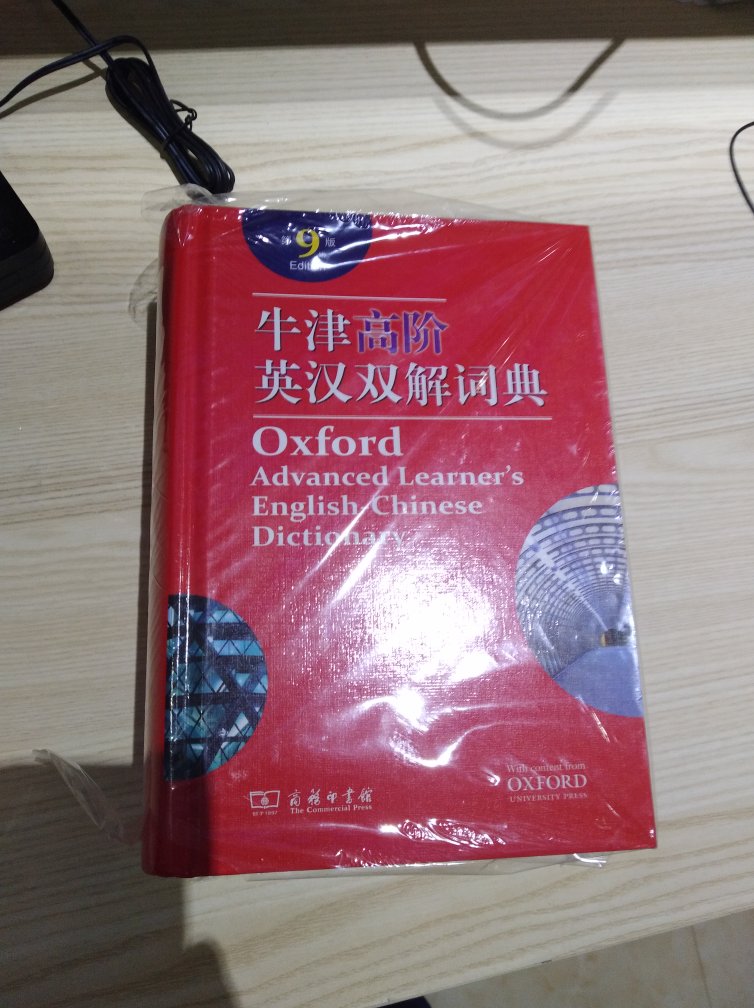 第9版
Edition
牛津高阶
英汉双解词典
Oxford
Advanced Learner's
English-Chinese
Dictionary
商务印书馆
The Commercial Press
With content from
OXFORD
UNIVERSITY PRESS